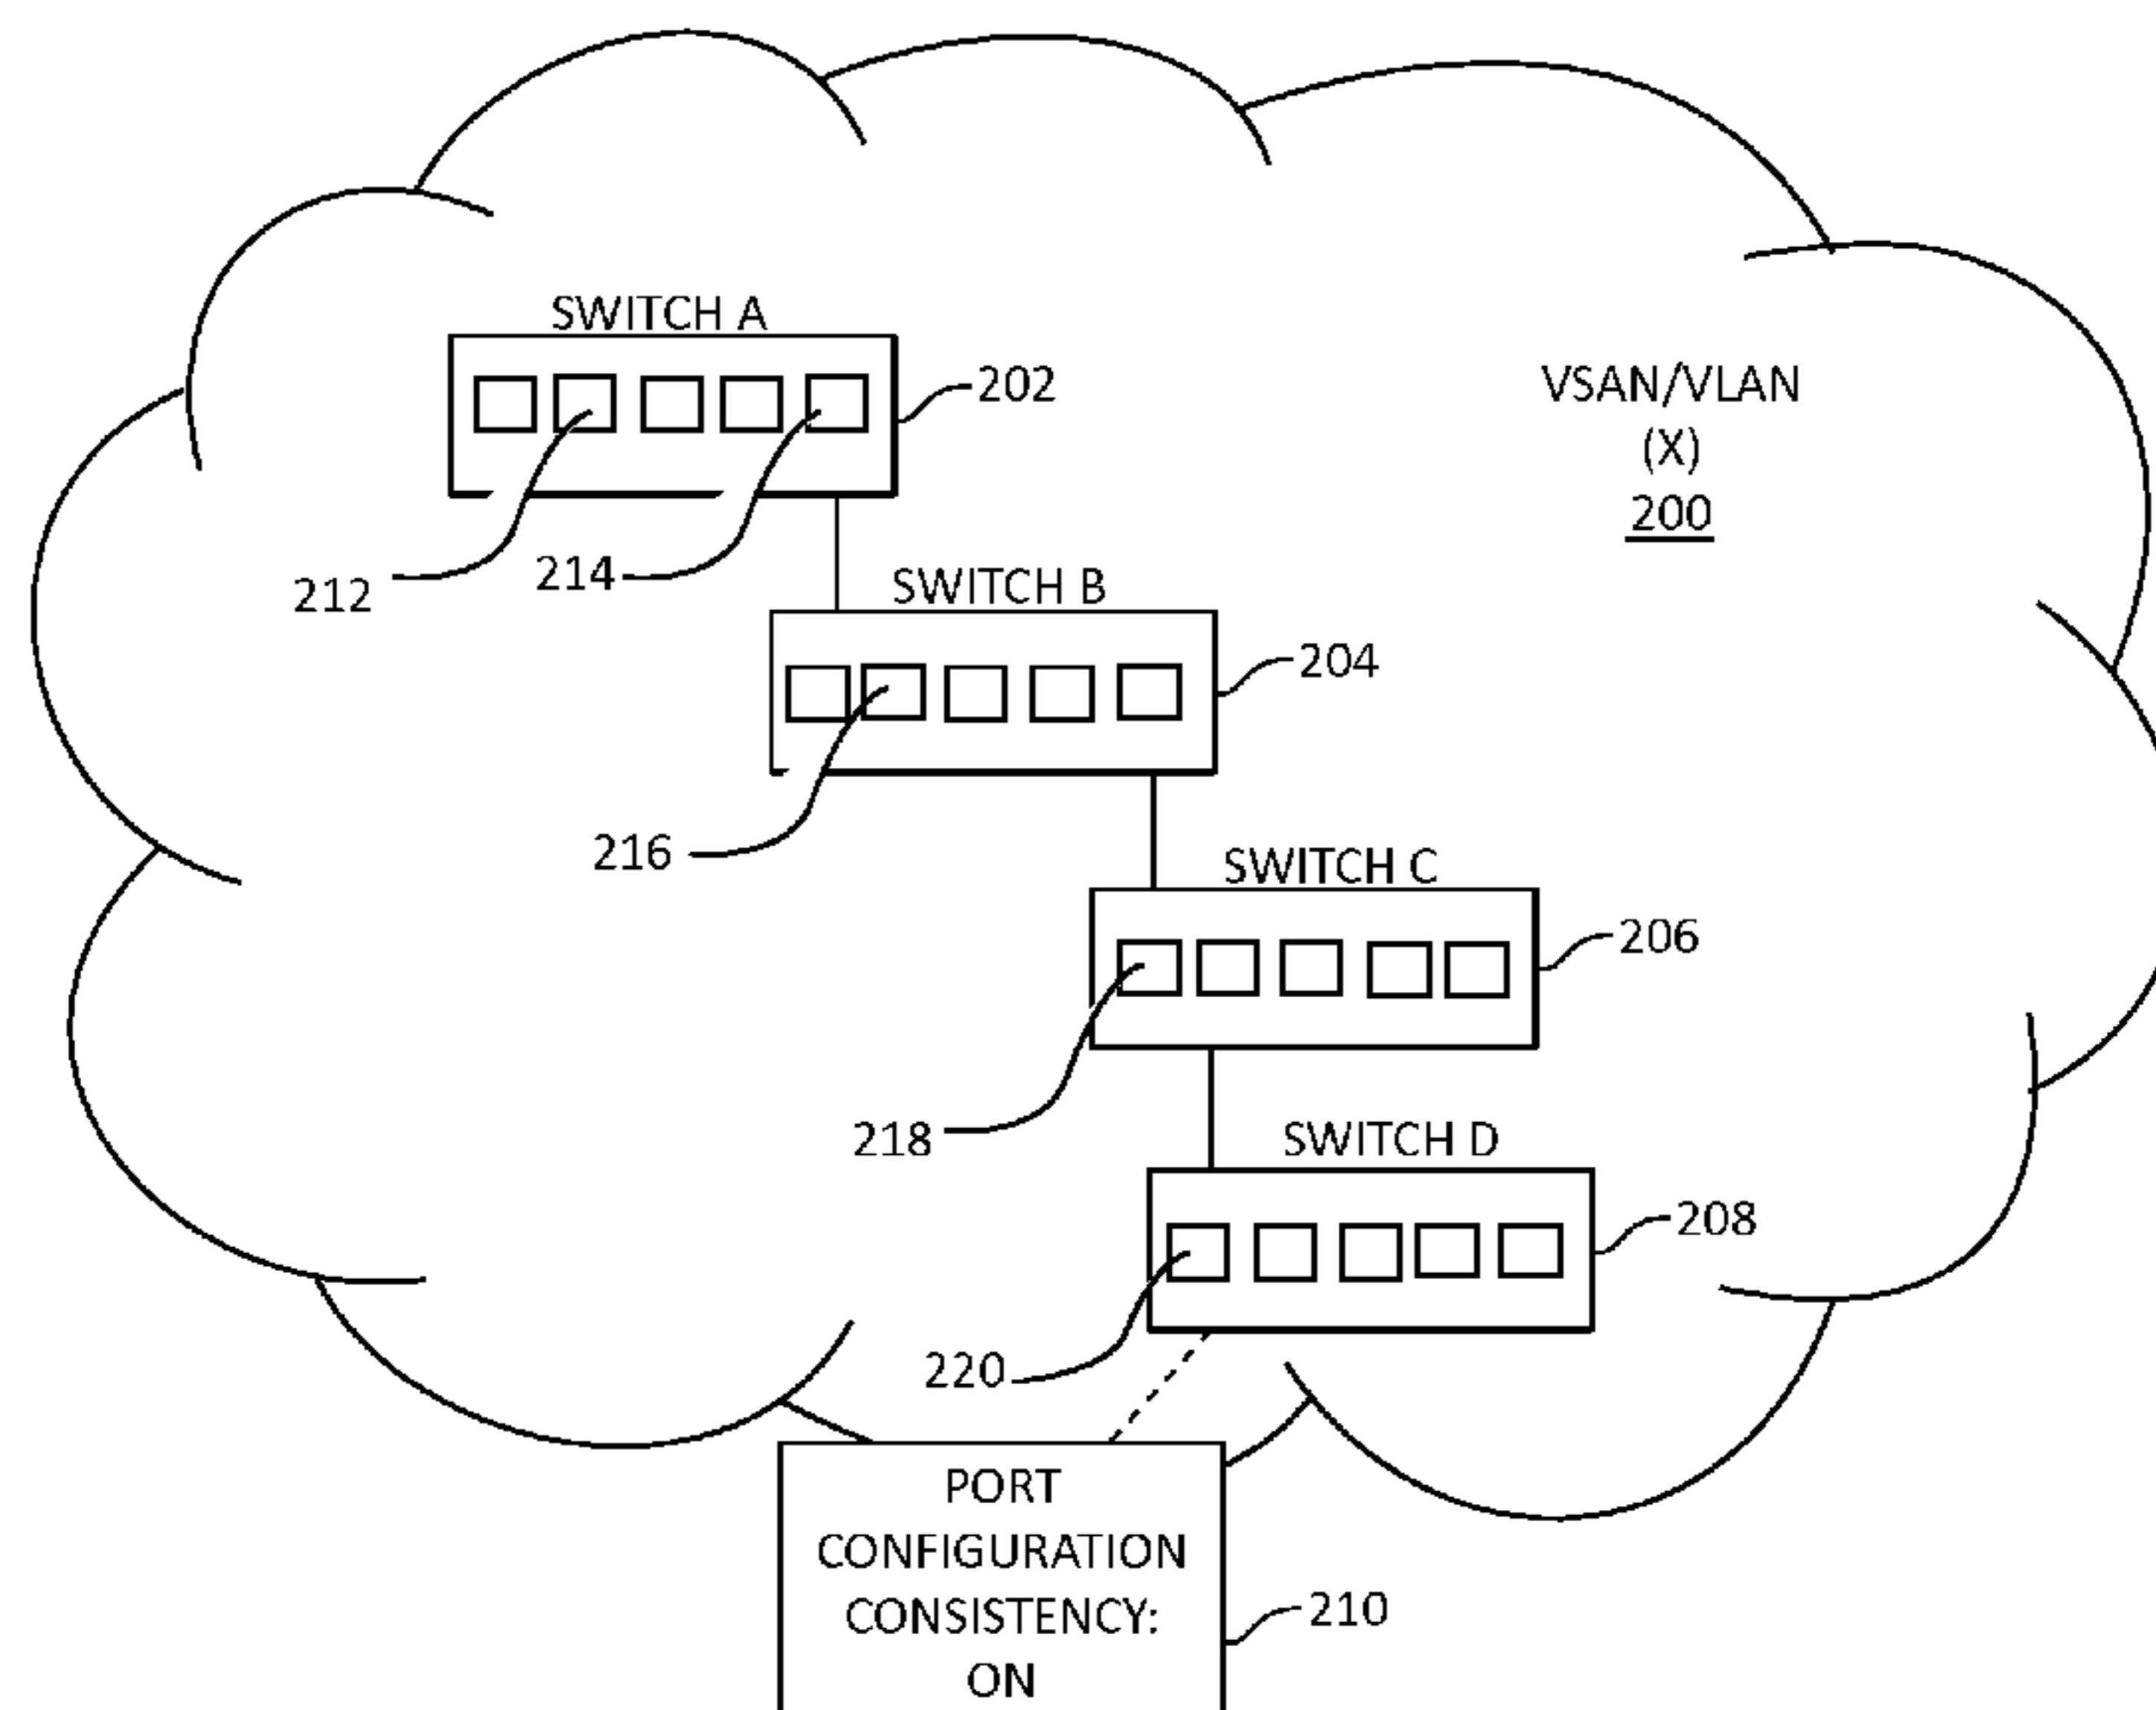 SWITCH A
202
VSAN/VLAN
(X)
200
212
214
SWITCH B
204
216
SWITCH C
206
218
SWITCH D
208
220
PORT
CONFIGURATION
CONSISTENCY:
ON
210